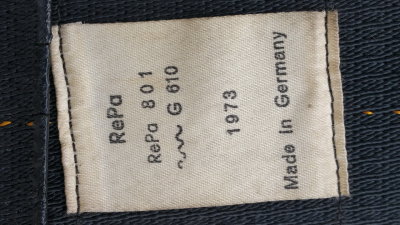 RePa
RePa 801
~~ G 610
1973
Made in Germany